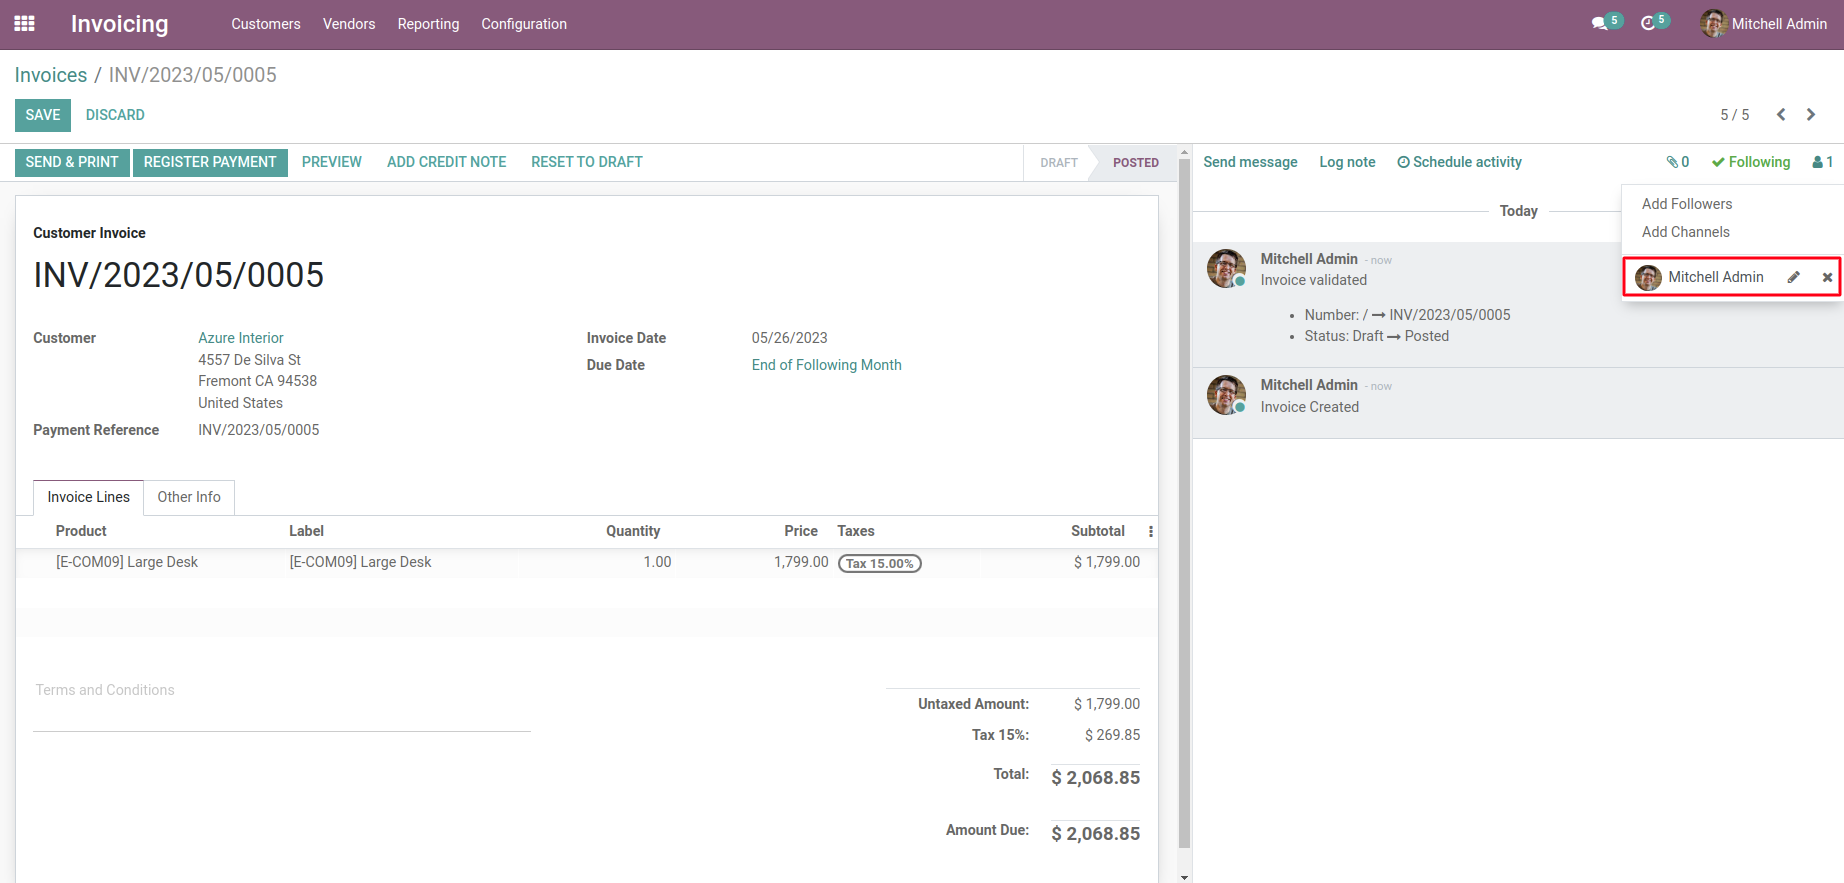 Invoicing Customers Vendors Reporting Configuration 5 5 Mitchell Admin
Invoices / INV/2023/05/0005
SAVE DISCARD 5 / 5
SEND & PRINT REGISTER PAYMENT PREVIEW ADD CREDIT NOTE RESET TO DRAFT DRAFT POSTED
Customer Invoice
INV/2023/05/0005
Customer Azure Interior
4557 De Silva St
Fremont CA 94538
United States
Invoice Date 05/26/2023
Due Date End of Following Month
Payment Reference INV/2023/05/0005
Invoice Lines Other Info
Product Label Quantity Price Taxes Subtotal
[E-COM09] Large Desk [E-COM09] Large Desk 1.00 1,799.00 Tax 15.00% $ 1,799.00
Terms and Conditions
Untaxed Amount: $ 1,799.00
Tax 15%: $ 269.85
Total: $ 2,068.85
Amount Due: $ 2,068.85
Send message Log note Schedule activity 0 Following 1
Add Followers
Add Channels
Mitchell Admin
Today
Mitchell Admin - now
Invoice validated
Number: / → INV/2023/05/0005
Status: Draft → Posted
Mitchell Admin - now
Invoice Created